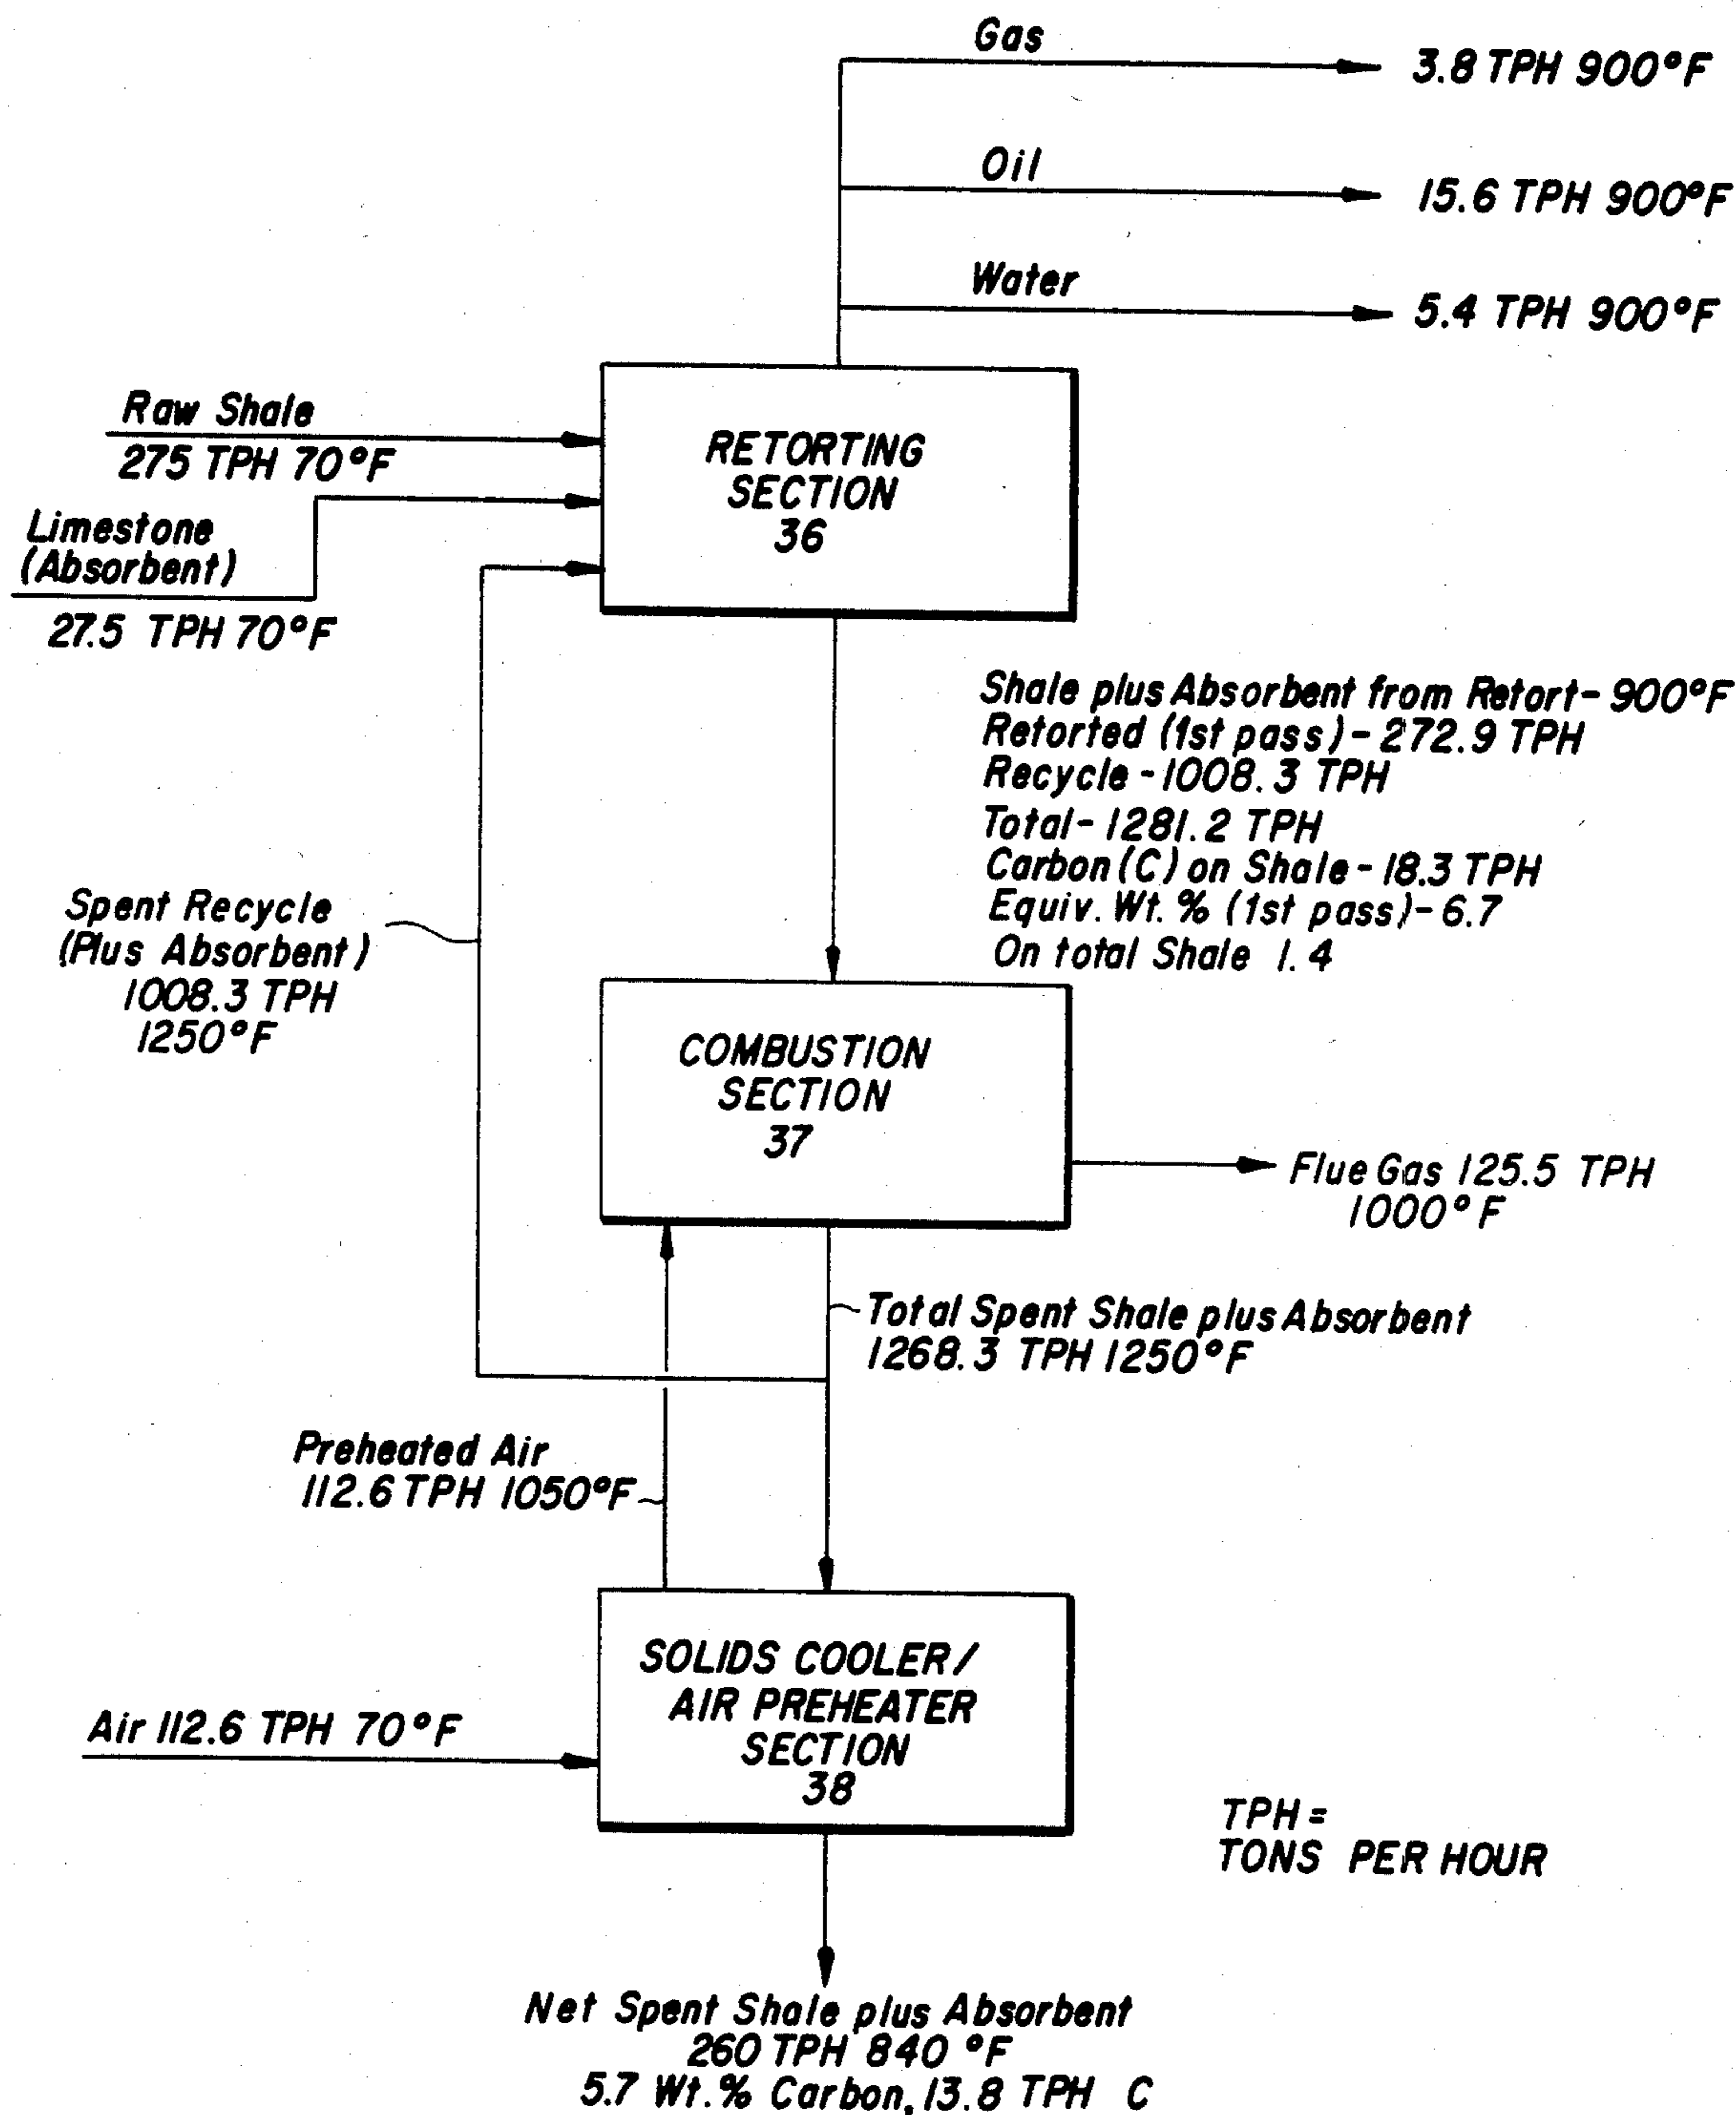 Gas
3.8 TPH 900°F
Oil
15.6 TPH 900°F
Water
5.4 TPH 900°F
Raw Shale
275 TPH 70°F
Limestone
(Absorbent)
27.5 TPH 70°F
RETORTING
SECTION
36
Shale plus Absorbent from Retort- 900°F
Retorted (1st pass)- 272.9 TPH
Recycle - 1008.3 TPH
Total- 1281.2 TPH
Carbon (C) on Shale - 18.3 TPH
Equiv. Wt. % (1st pass)- 6.7
On total Shale 1.4
Spent Recycle
(Plus Absorbent)
1008.3 TPH
1250°F
COMBUSTION
SECTION
37
Flue Gas 125.5 TPH
1000°F
Total Spent Shale plus Absorbent
1268.3 TPH 1250°F
Preheated Air
112.6 TPH 1050°F
SOLIDS COOLER/
AIR PREHEATER
SECTION
38
Air 112.6 TPH 70°F
TPH =
TONS PER HOUR
Net Spent Shale plus Absorbent
260 TPH 840 °F
5.7 Wt.% Carbon, 13.8 TPH C